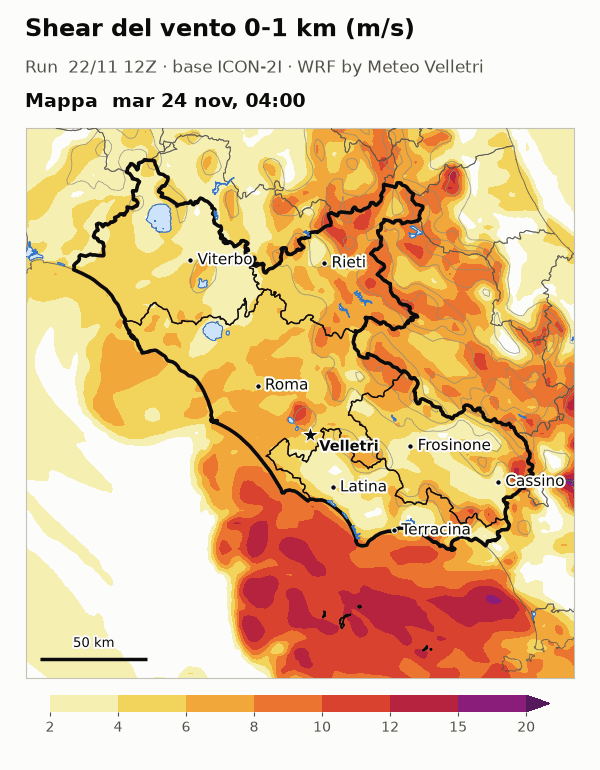 Shear del vento 0-1 km (m/s)
Run  22/11 12Z · base ICON-2I · WRF by Meteo Velletri
Mappa  mar 24 nov, 04:00
Viterbo
Rieti
Roma
Velletri
Frosinone
Cassino
Latina
Terracina
50 km
2 4 6 8 10 12 15 20